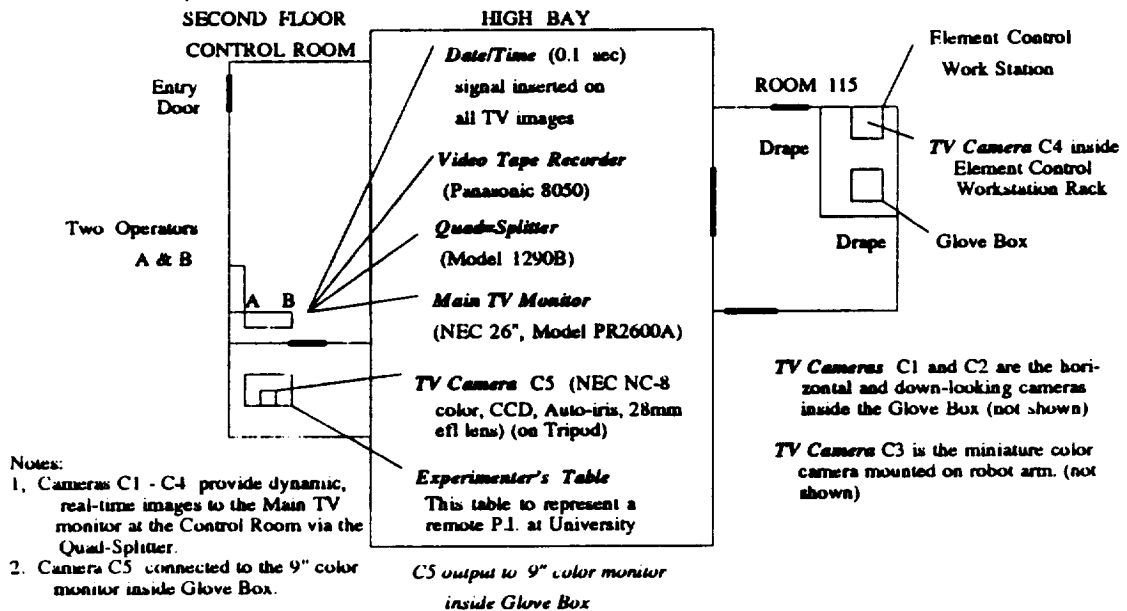 SECOND FLOOR
CONTROL ROOM
Entry
Door
Two Operators
A & B
A B
HIGH BAY
Date/Time (0.1 sec)
signal inserted on
all TV images
Video Tape Recorder
(Panasonic 8050)
Quad=Splitter
(Model 1290B)
Main TV Monitor
(NEC 26", Model PR2600A)
TV Camera C5 (NEC NC-8
color, CCD, Auto-iris, 28mm
efl lens) (on Tripod)
Experimenter's Table
This table to represent a
remote P.I. at University
C5 output to 9" color monitor
inside Glove Box
ROOM 115
Drape
Drape
Element Control
Work Station
TV Camera C4 inside
Element Control
Workstation Rack
Glove Box
TV Cameras C1 and C2 are the hori-
zontal and down-looking cameras
inside the Glove Box (not shown)
TV Camera C3 is the miniature color
camera mounted on robot arm. (not
shown)
Notes:
1, Cameras C1 - C4 provide dynamic,
real-time images to the Main TV
monitor at the Control Room via the
Quad-Splitter.
2. Camera C5 connected to the 9" color
monitor inside Glove Box.